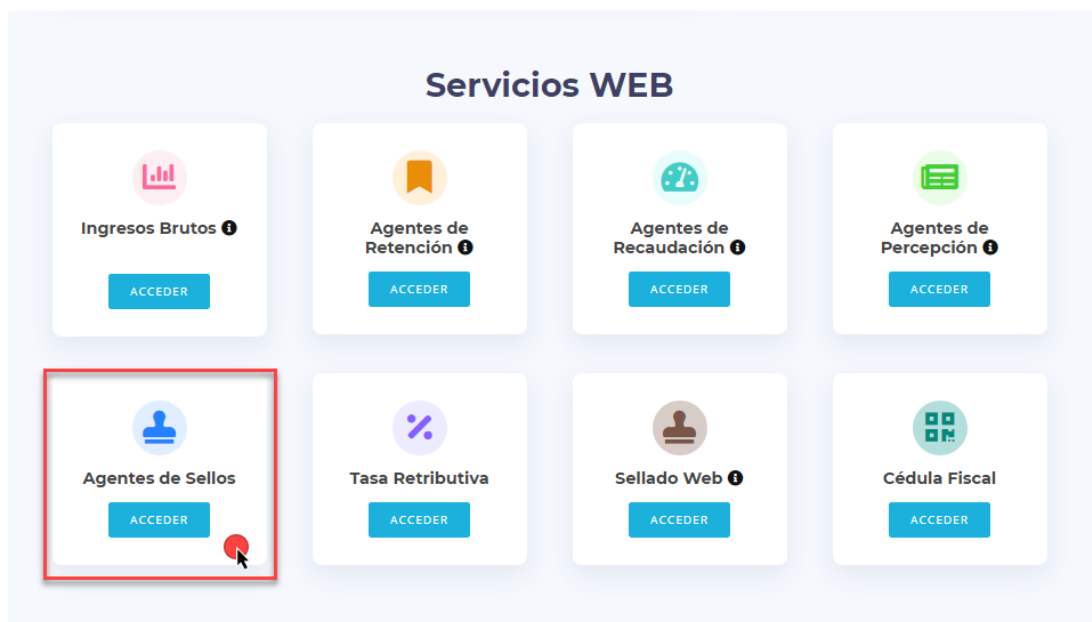 Servicios WEB
Ingresos Brutos
ACCEDER
Agentes de
Retención
ACCEDER
Agentes de
Recaudación
ACCEDER
Agentes de
Percepción
ACCEDER
Agentes de Sellos
ACCEDER
Tasa Retributiva
ACCEDER
Sellado Web
ACCEDER
Cédula Fiscal
ACCEDER